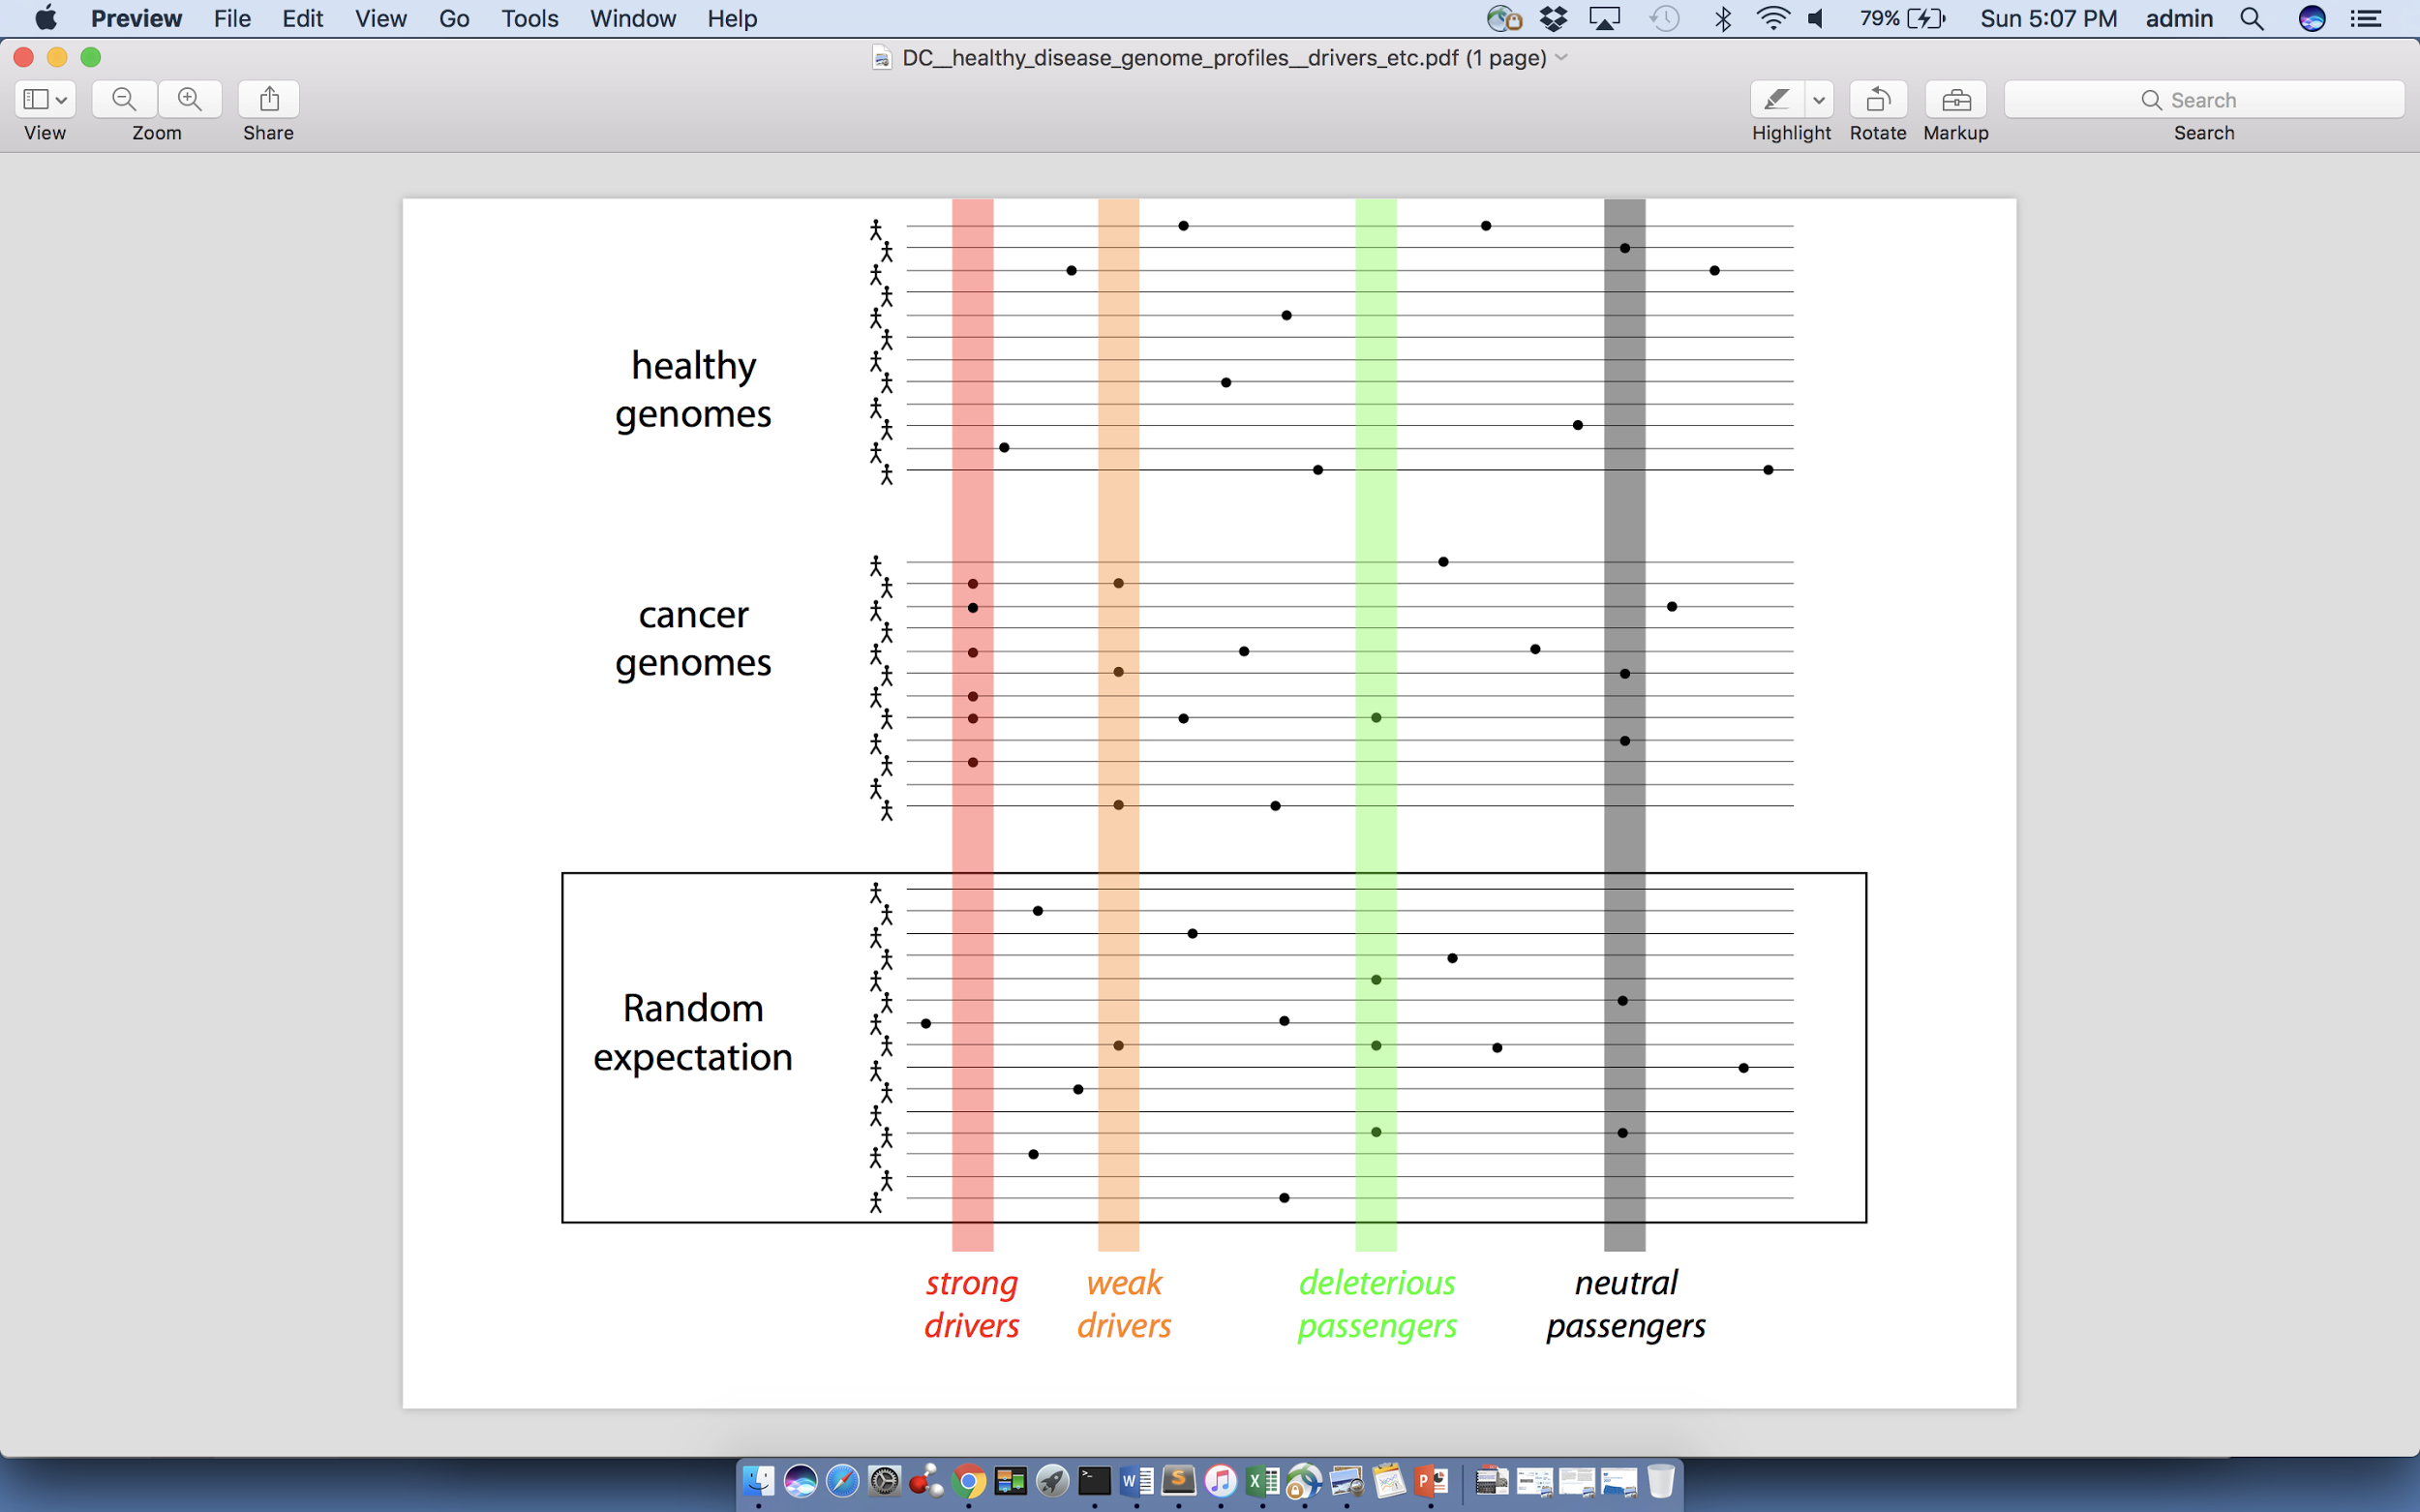 Preview File Edit View Go Tools Window Help 79% Sun 5:07 PM admin
DC__healthy_disease_genome_profiles__drivers_etc.pdf (1 page)
Search
View Zoom Share Highlight Rotate Markup Search
healthy
genomes
cancer
genomes
Random
expectation
strong
drivers
weak
drivers
deleterious
passengers
neutral
passengers